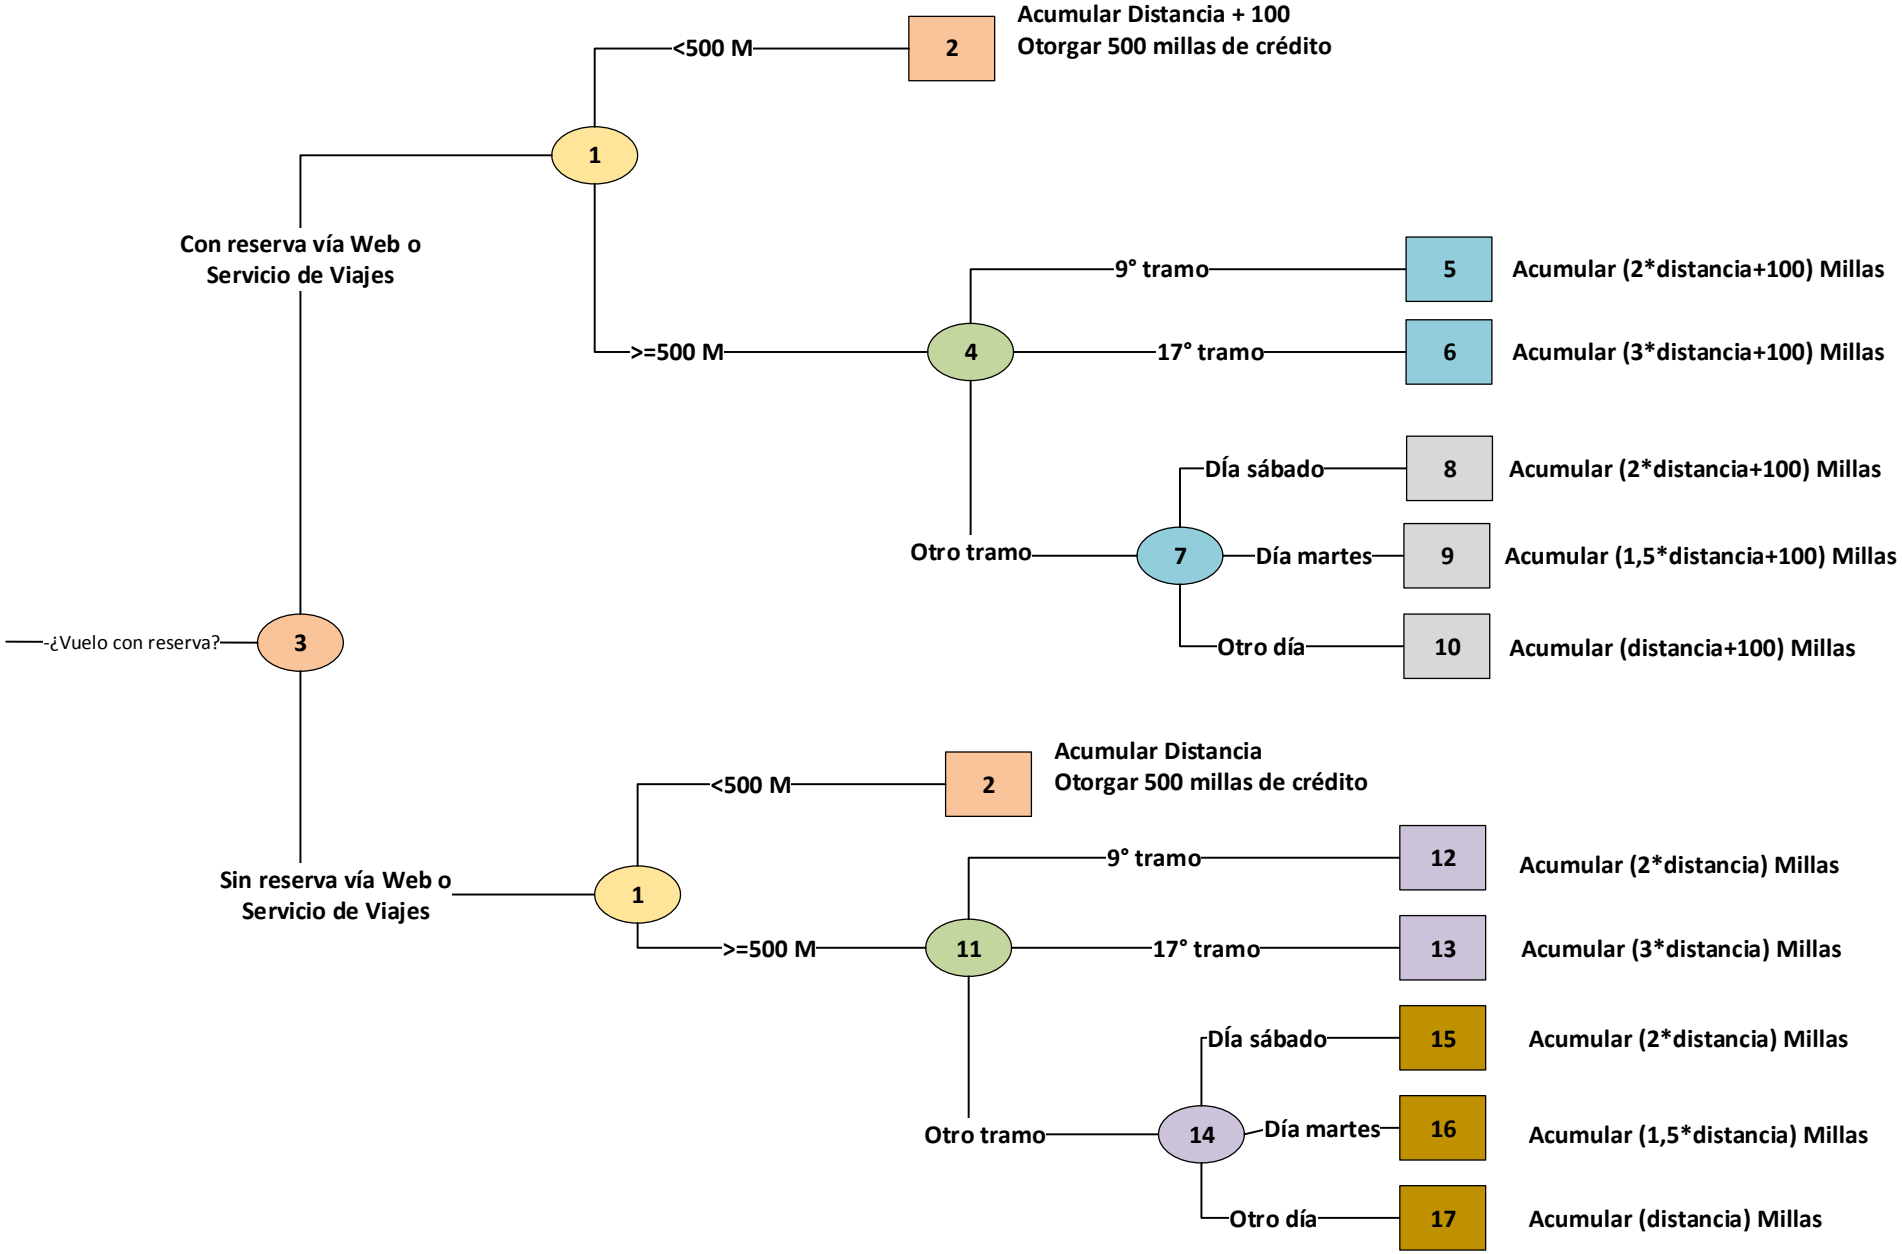 Acumular Distancia + 100
Otorgar 500 millas de crédito
<500 M
2
1
Con reserva vía Web o
Servicio de Viajes
9° tramo
5
Acumular (2*distancia+100) Millas
>=500 M
4
17° tramo
6
Acumular (3*distancia+100) Millas
DÍa sábado
8
Acumular (2*distancia+100) Millas
Otro tramo
7
Día martes
9
Acumular (1,5*distancia+100) Millas
-¿Vuelo con reserva?
3
Otro día
10
Acumular (distancia+100) Millas
Acumular Distancia
Otorgar 500 millas de crédito
<500 M
2
9° tramo
12
Acumular (2*distancia) Millas
Sin reserva vía Web o
Servicio de Viajes
1
>=500 M
11
17° tramo
13
Acumular (3*distancia) Millas
DÍa sábado
15
Acumular (2*distancia) Millas
Otro tramo
14
Día martes
16
Acumular (1,5*distancia) Millas
Otro día
17
Acumular (distancia) Millas